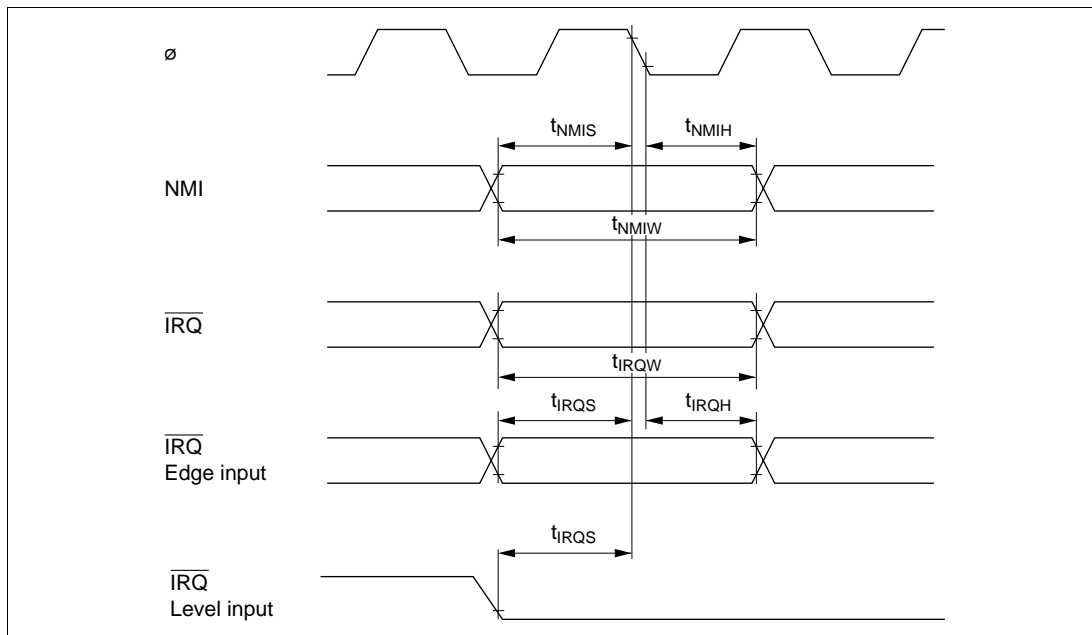 ø
tNMIS tNMIH
NMI
tNMIW
IRQ
tIRQW
tIRQS tIRQH
IRQ
Edge input
tIRQS
IRQ
Level input